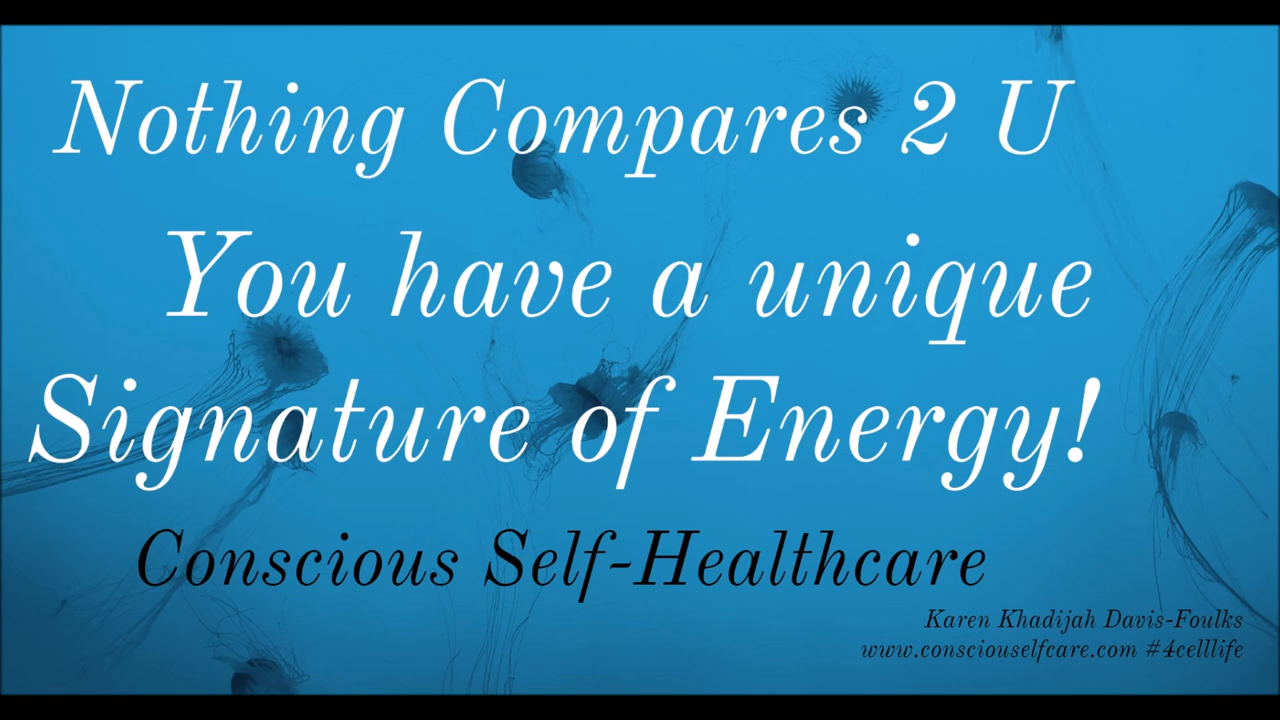 Nothing Compares 2 U
You have a unique
Signature of Energy!
Conscious Self-Healthcare
Karen Khadijah Davis-Foulks
www.consciouselfcare.com #4celllife